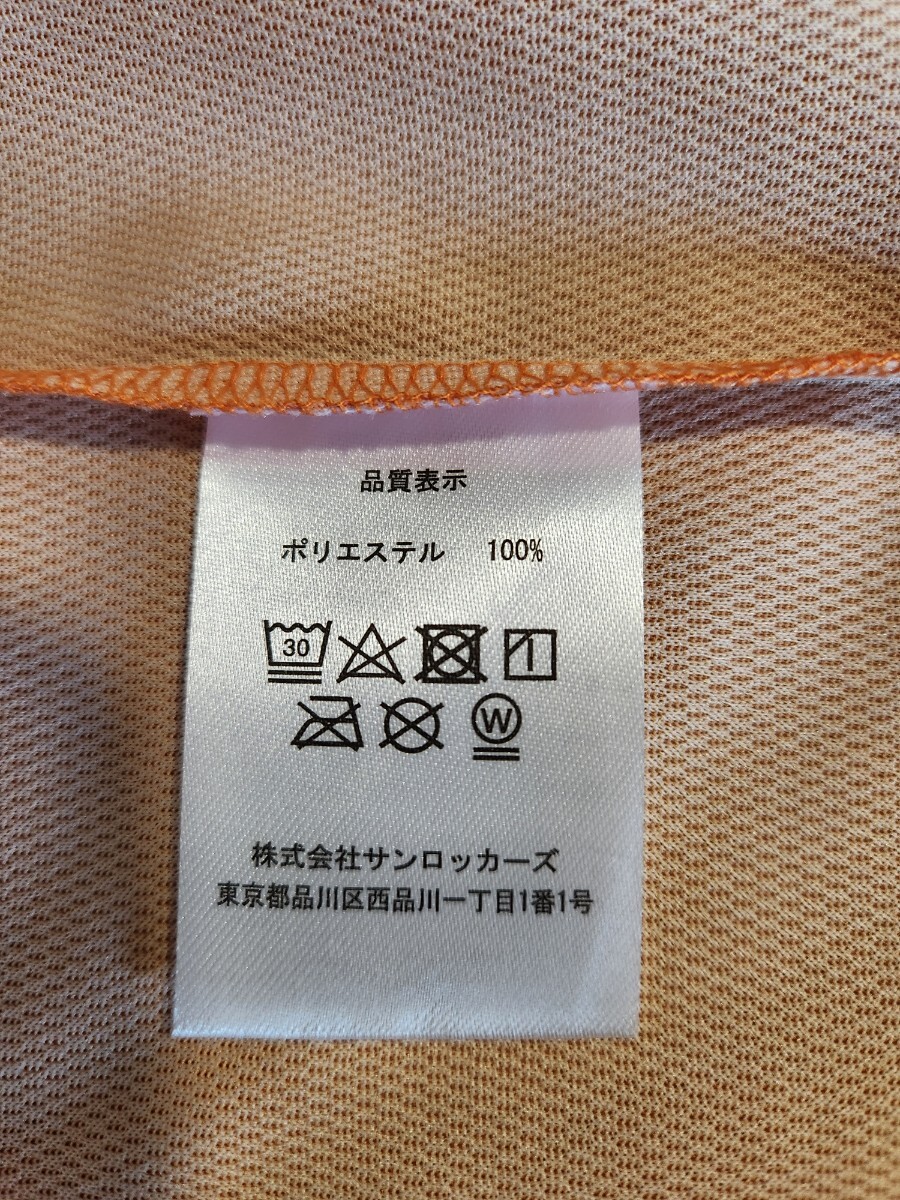 品質表示
ポリエステル 100%
30
W
株式会社サンロッカーズ
東京都品川区西品川一丁目1番1号